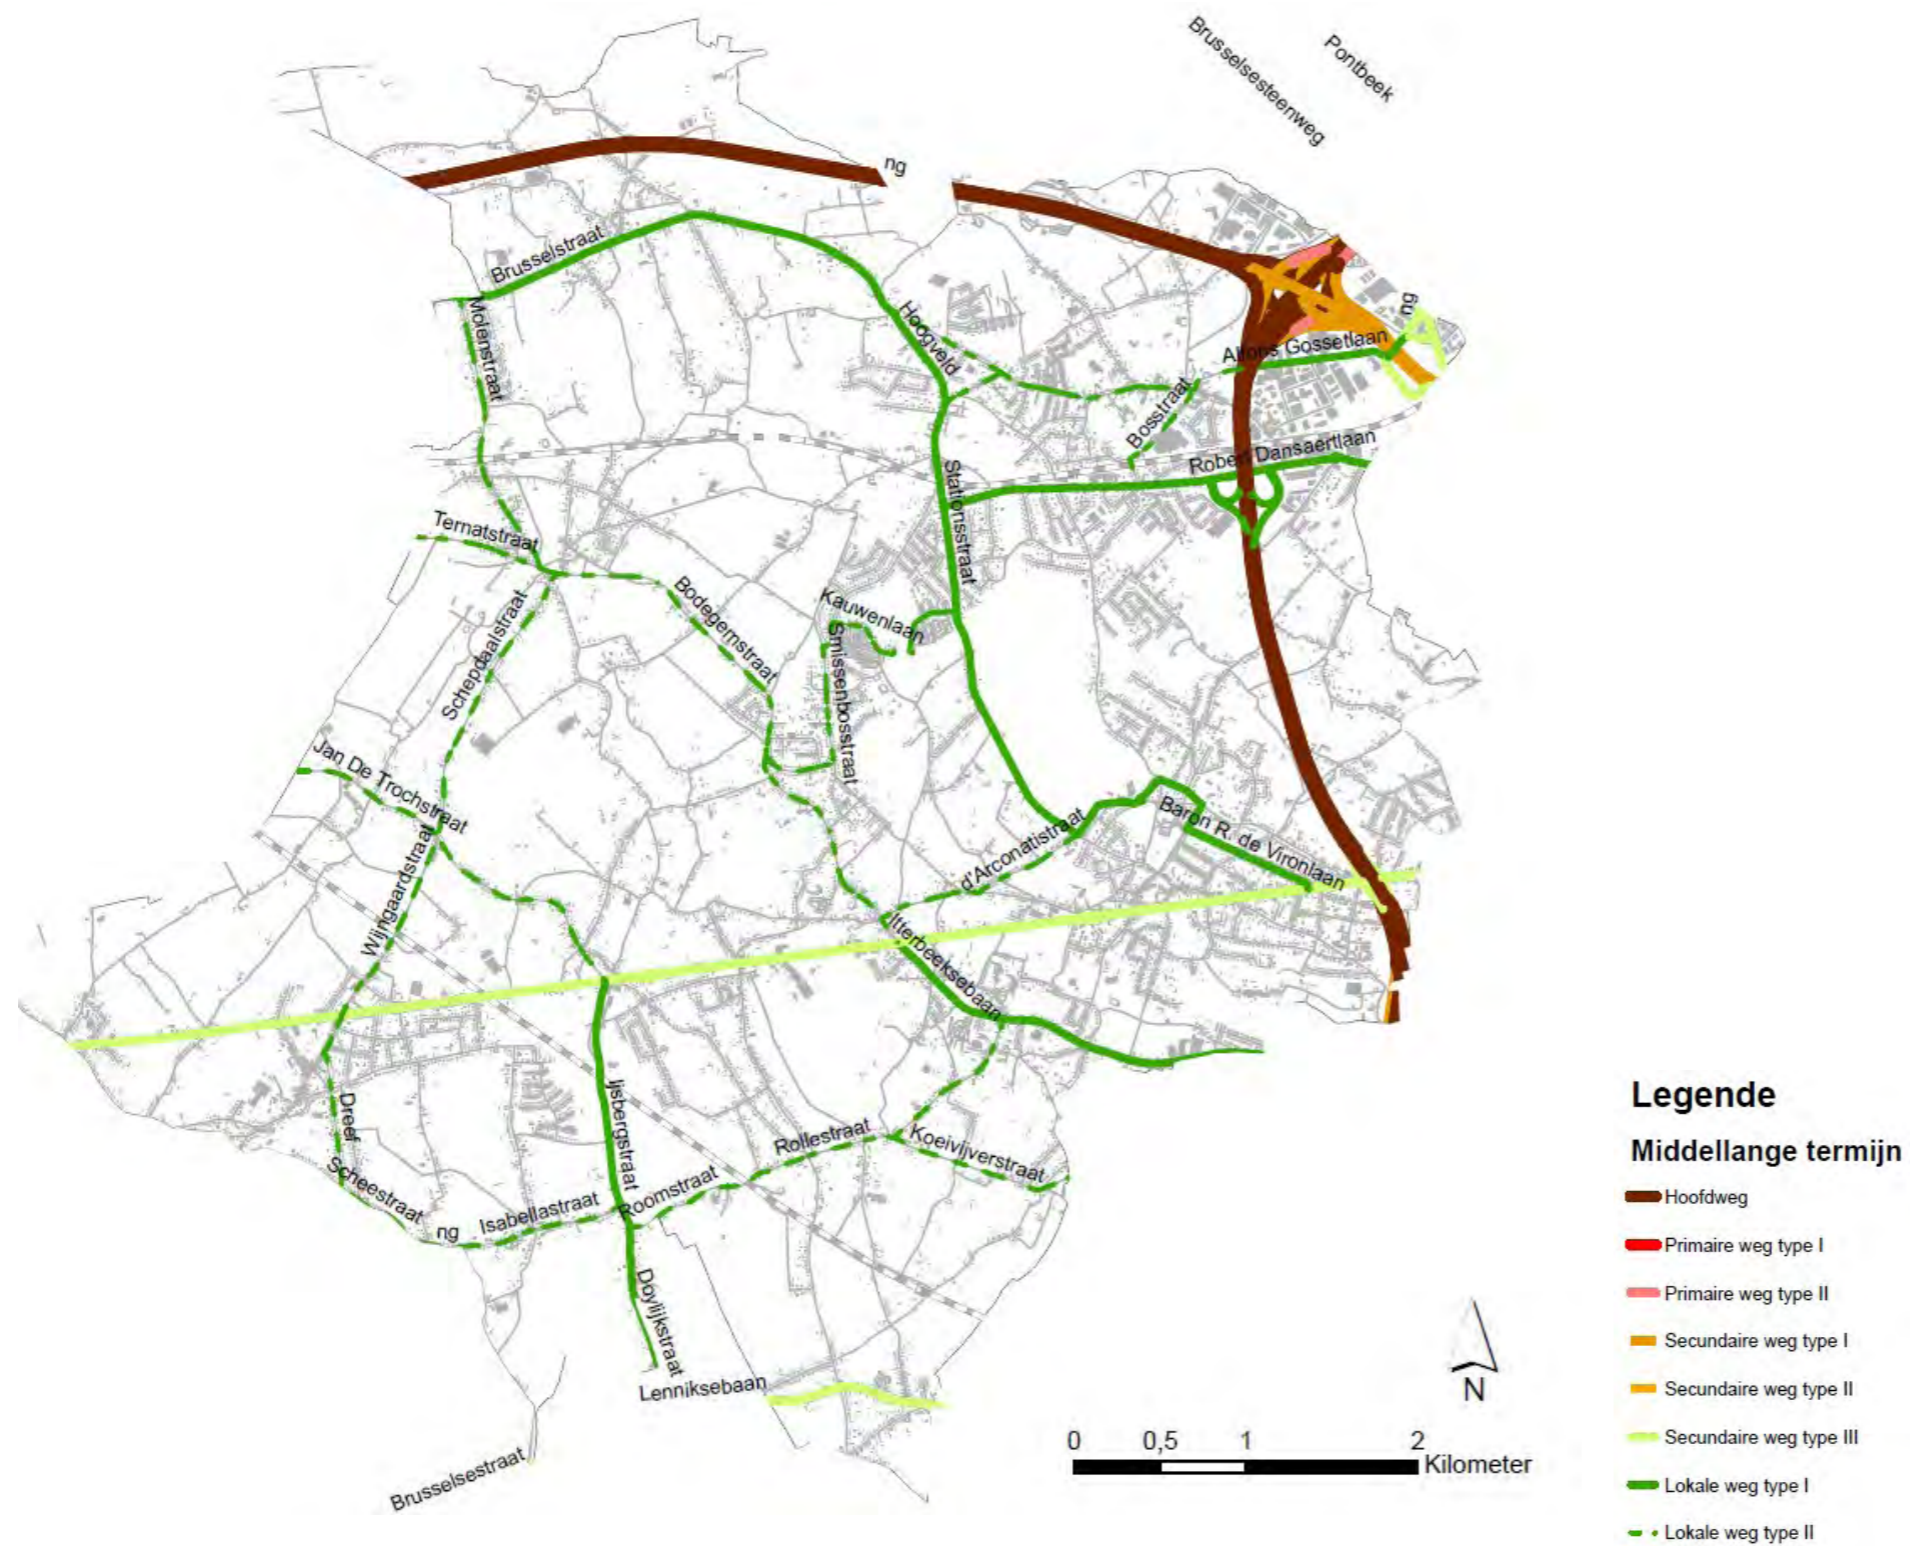 Brusselsesteenweg
Pontbeek
ng
Brusselstraat
Molenstraat
Hoogveld
ng
Alfons Gossetlaan
Bosstraat
Robert Dansaertlaan
Stationsstraat
Ternatstraat
Bodegemstraat
Kauwenlaan
Schepdaalstraat
Smissenbosstraat
Jan De Trochstraat
Baron R. de Vironlaan
d'Arconatistraat
Wijngaardstraat
Itterbeeksebaan
Ijsbergstraat
Dreef
Rollestraat
Koeivijverstraat
Scheestraat
Roomstraat
Isabellastraat
ng
Doylijkstraat
Lenniksebaan
Brusselsestraat
N
0 0,5 1 2
Kilometer
Legende
Middellange termijn
Hoofdweg
Primaire weg type I
Primaire weg type II
Secundaire weg type I
Secundaire weg type II
Secundaire weg type III
Lokale weg type I
Lokale weg type II